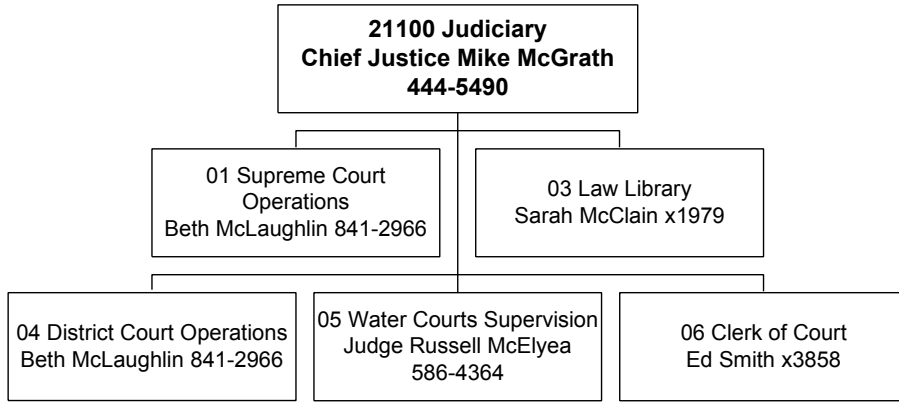 21100 Judiciary
Chief Justice Mike McGrath
444-5490
01 Supreme Court
Operations
Beth McLaughlin 841-2966
03 Law Library
Sarah McClain x1979
04 District Court Operations
Beth McLaughlin 841-2966
05 Water Courts Supervision
Judge Russell McElyea
586-4364
06 Clerk of Court
Ed Smith x3858